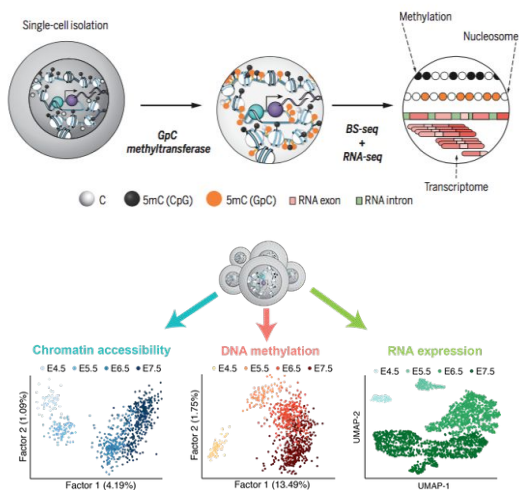 Single-cell isolation
GpC
methyltransferase
BS-seq
+
RNA-seq
Methylation
Nucleosome
Transcriptome
C 5mC (CpG) 5mC (GpC) RNA exon RNA intron
Chromatin accessibility
E4.5 E5.5 E6.5 E7.5
Factor 2 (1.09%)
Factor 1 (4.19%)
DNA methylation
E4.5 E5.5 E6.5 E7.5
Factor 2 (1.75%)
Factor 1 (13.49%)
RNA expression
E4.5 E5.5 E6.5 E7.5
UMAP-2
UMAP-1